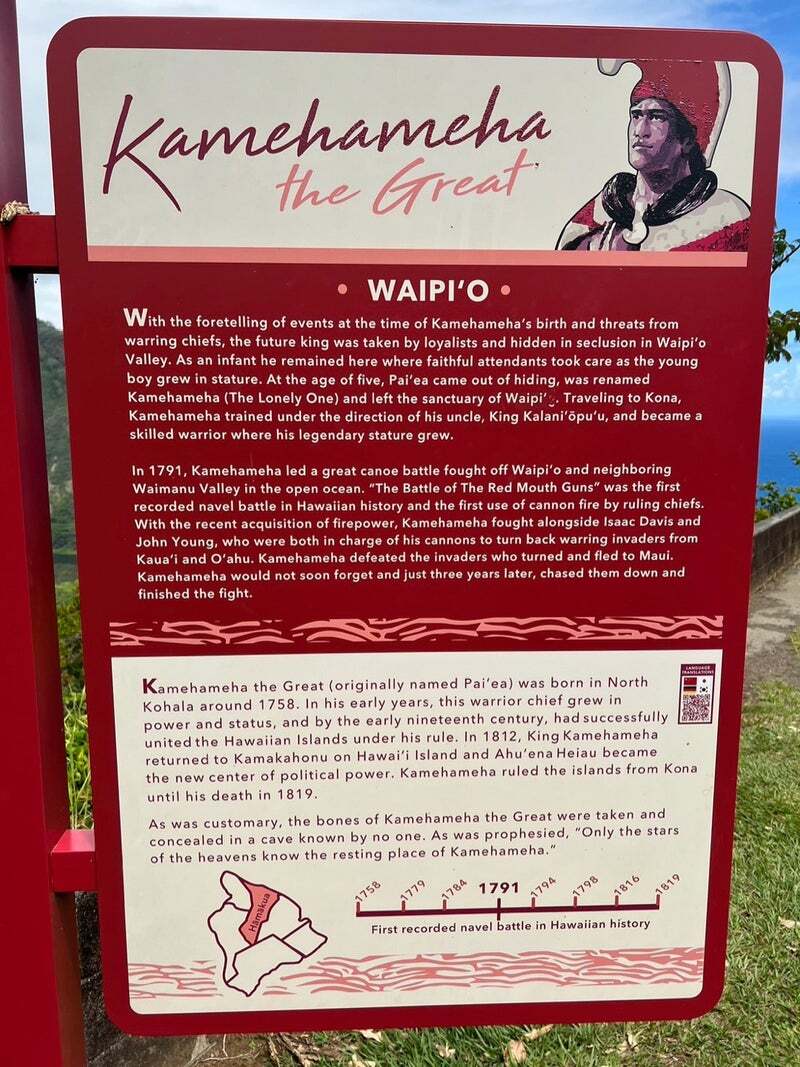 Kamehameha
the Great
• WAIPIʻO •
With the foretelling of events at the time of Kamehameha's birth and threats from
warring chiefs, the future king was taken by loyalists and hidden in seclusion in Waipiʻo
Valley. As an infant he remained here where faithful attendants took care as the young
boy grew in stature. At the age of five, Paiʻea came out of hiding, was renamed
Kamehameha (The Lonely One) and left the sanctuary of Waipiʻo. Traveling to Kona,
Kamehameha trained under the direction of his uncle, King Kalaniʻōpuʻu, and became a
skilled warrior where his legendary stature grew.
In 1791, Kamehameha led a great canoe battle fought off Waipiʻo and neighboring
Waimanu Valley in the open ocean. "The Battle of The Red Mouth Guns" was the first
recorded navel battle in Hawaiian history and the first use of cannon fire by ruling chiefs.
With the recent acquisition of firepower, Kamehameha fought alongside Isaac Davis and
John Young, who were both in charge of his cannons to turn back warring invaders from
Kauaʻi and Oʻahu. Kamehameha defeated the invaders who turned and fled to Maui.
Kamehameha would not soon forget and just three years later, chased them down and
finished the fight.
LANGUAGE
TRANSLATIONS
Kamehameha the Great (originally named Paiʻea) was born in North
Kohala around 1758. In his early years, this warrior chief grew in
power and status, and by the early nineteenth century, had successfully
united the Hawaiian Islands under his rule. In 1812, King Kamehameha
returned to Kamakahonu on Hawaiʻi Island and Ahuʻena Heiau became
the new center of political power. Kamehameha ruled the islands from Kona
until his death in 1819.
As was customary, the bones of Kamehameha the Great were taken and
concealed in a cave known by no one. As was prophesied, "Only the stars
of the heavens know the resting place of Kamehameha."
Hāmākua
1758 1779 1784 1791 1794 1798 1816 1819
First recorded navel battle in Hawaiian history